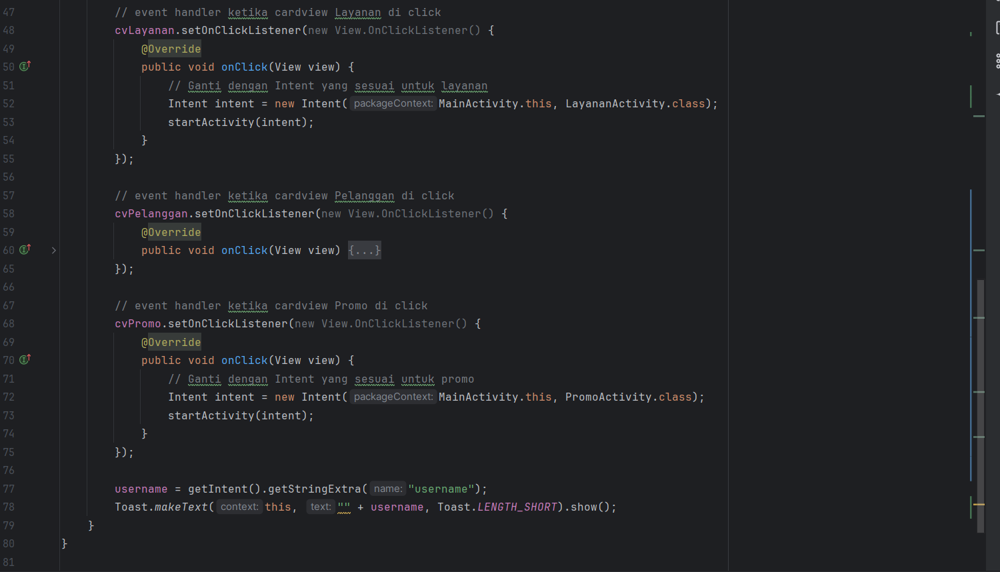 47 // event handler ketika cardview Layanan di click
48 cvLayanan.setOnClickListener(new View.OnClickListener() {
49 @Override
50 public void onClick(View view) {
51 // Ganti dengan Intent yang sesuai untuk layanan
52 Intent intent = new Intent( packageContext: MainActivity.this, LayananActivity.class);
53 startActivity(intent);
54 }
55 });
56
57 // event handler ketika cardview Pelanggan di click
58 cvPelanggan.setOnClickListener(new View.OnClickListener() {
59 @Override
60 public void onClick(View view) {...}
65 });
66
67 // event handler ketika cardview Promo di click
68 cvPromo.setOnClickListener(new View.OnClickListener() {
69 @Override
70 public void onClick(View view) {
71 // Ganti dengan Intent yang sesuai untuk promo
72 Intent intent = new Intent( packageContext: MainActivity.this, PromoActivity.class);
73 startActivity(intent);
74 }
75 });
76
77 username = getIntent().getStringExtra( name: "username");
78 Toast.makeText( context: this, text: "" + username, Toast.LENGTH_SHORT).show();
79 }
80 }
81